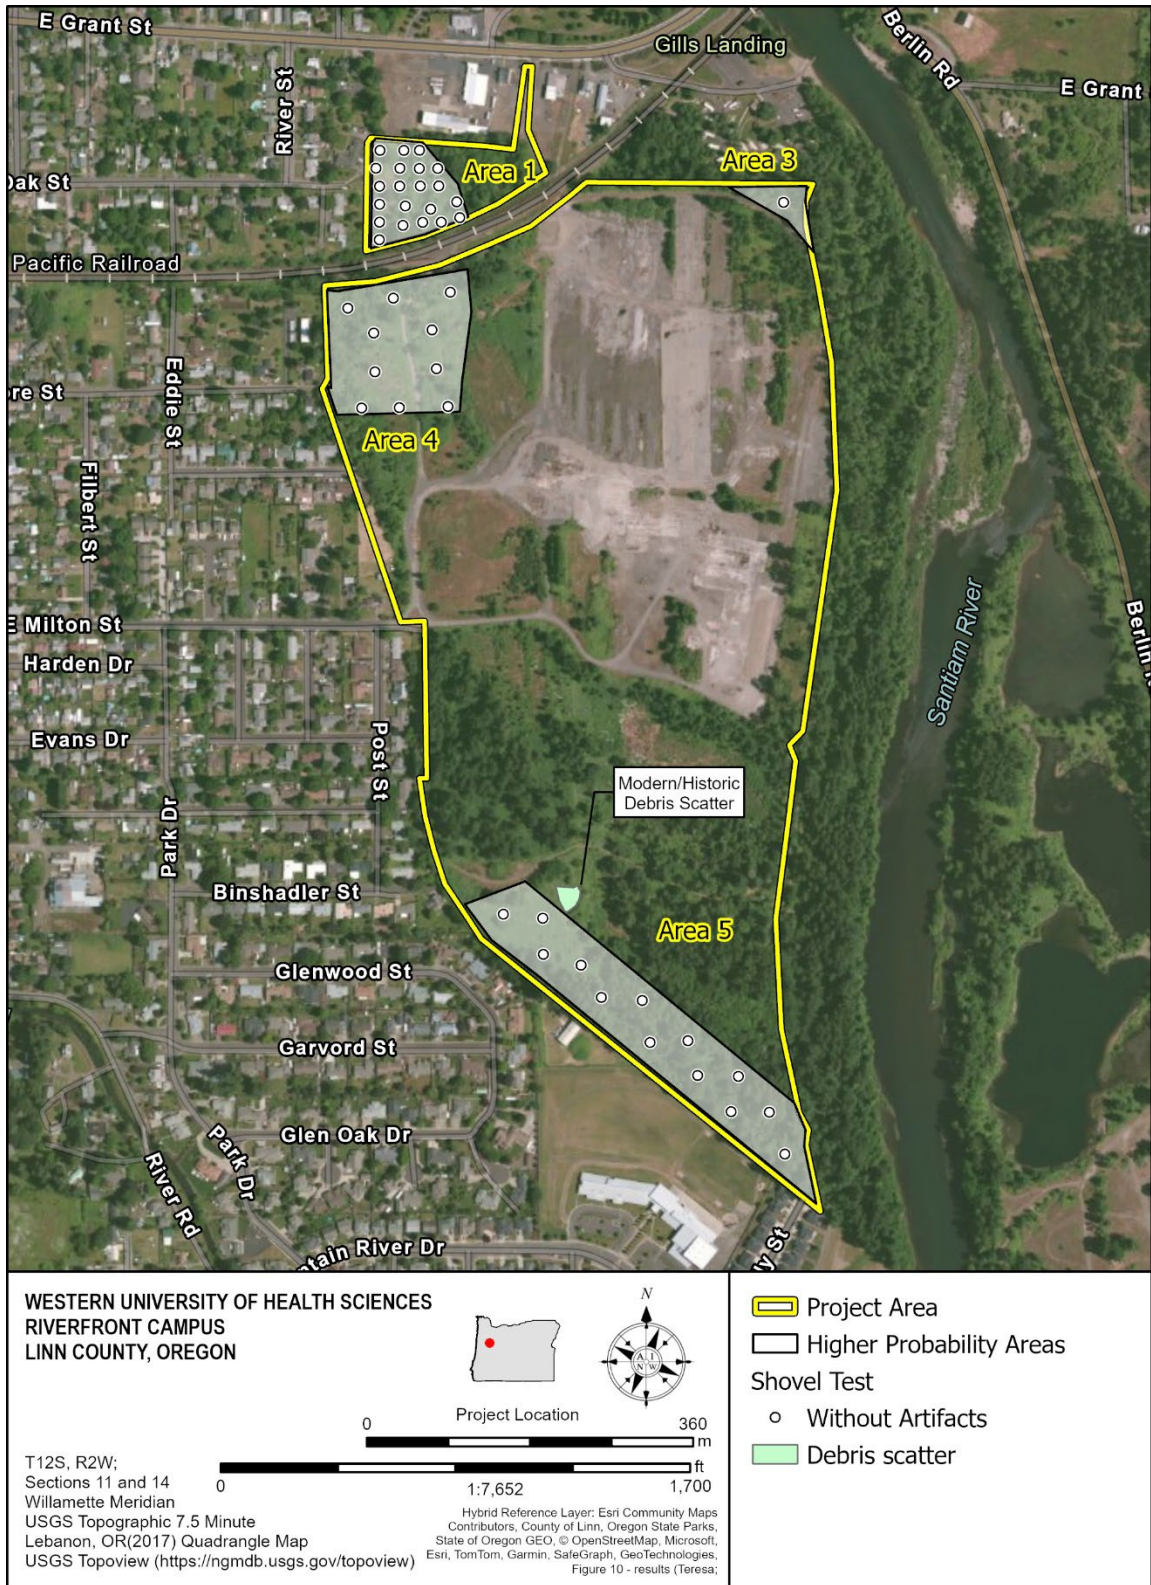 E Grant St
Gills Landing
Berlin Rd
E Grant
River St
Area 3
Area 1
Oak St
Pacific Railroad
Eddie St
ore St
Area 4
Filbert St
Santiam River
E Milton St
Berlin
Harden Dr
Post St
Evans Dr
Modern/Historic
Debris Scatter
Park Dr
Binshadler St
Area 5
Glenwood St
Garvord St
Glen Oak Dr
Park Dr
River Rd
ntain River Dr
ly St
WESTERN UNIVERSITY OF HEALTH SCIENCES
RIVERFRONT CAMPUS
LINN COUNTY, OREGON
N
A I
N W
Project Location
0 360
m
ft
0 1:7,652 1,700
T12S, R2W;
Sections 11 and 14
Willamette Meridian
USGS Topographic 7.5 Minute
Lebanon, OR(2017) Quadrangle Map
USGS Topoview (https://ngmdb.usgs.gov/topoview)
Hybrid Reference Layer: Esri Community Maps
Contributors, County of Linn, Oregon State Parks,
State of Oregon GEO, © OpenStreetMap, Microsoft,
Esri, TomTom, Garmin, SafeGraph, GeoTechnologies,
Figure 10 - results (Teresa;
Project Area
Higher Probability Areas
Shovel Test
Without Artifacts
Debris scatter